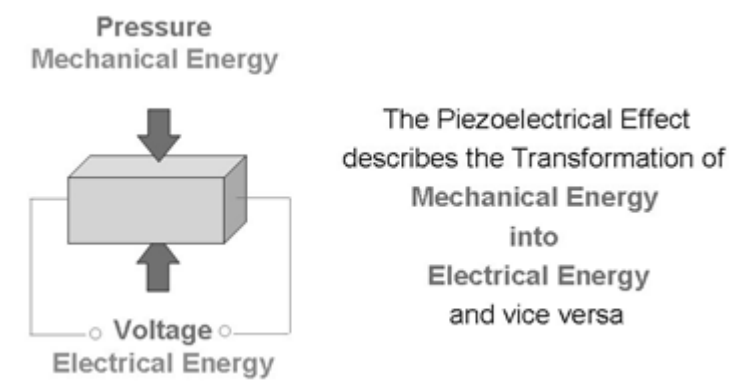 Pressure
Mechanical Energy
Voltage
Electrical Energy
The Piezoelectrical Effect
describes the Transformation of
Mechanical Energy
into
Electrical Energy
and vice versa